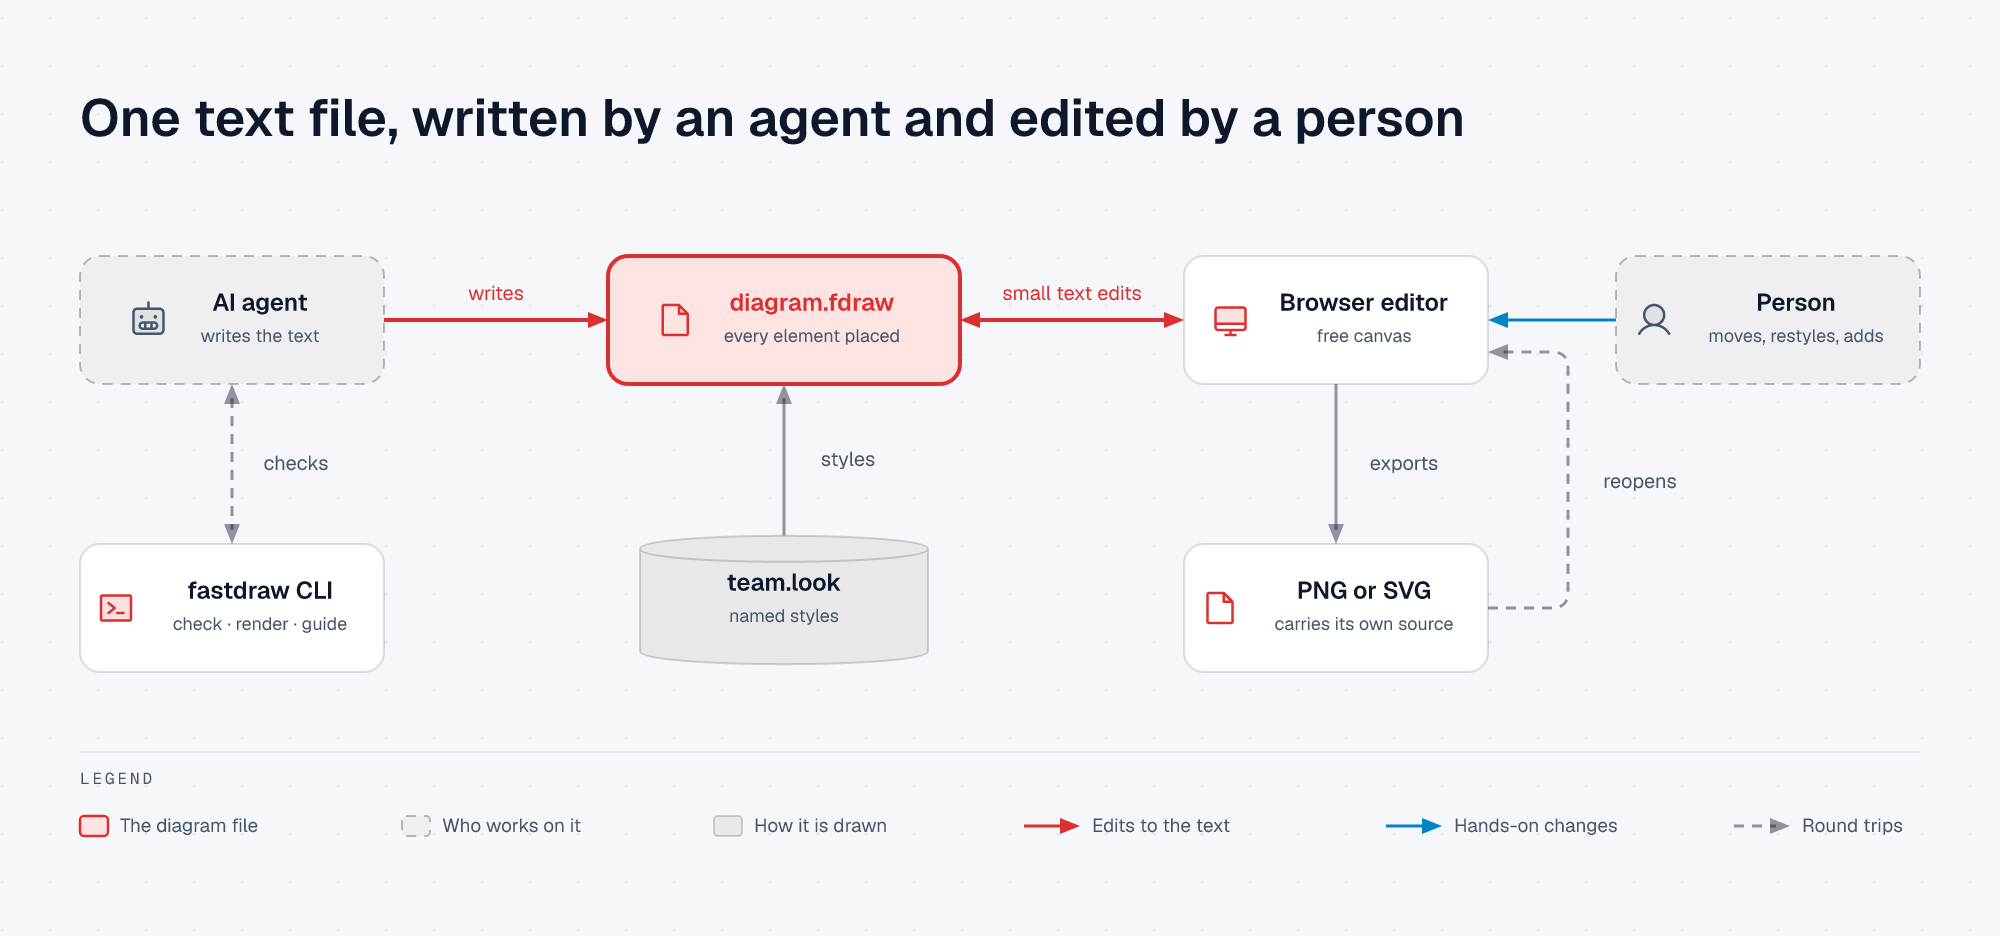 One text file, written by an agent and edited by a person
AI agent
writes the text
writes
diagram.fdraw
every element placed
small text edits
Browser editor
free canvas
Person
moves, restyles, adds
checks
styles
exports
reopens
fastdraw CLI
check · render · guide
team.look
named styles
PNG or SVG
carries its own source
LEGEND
The diagram file
Who works on it
How it is drawn
Edits to the text
Hands-on changes
Round trips